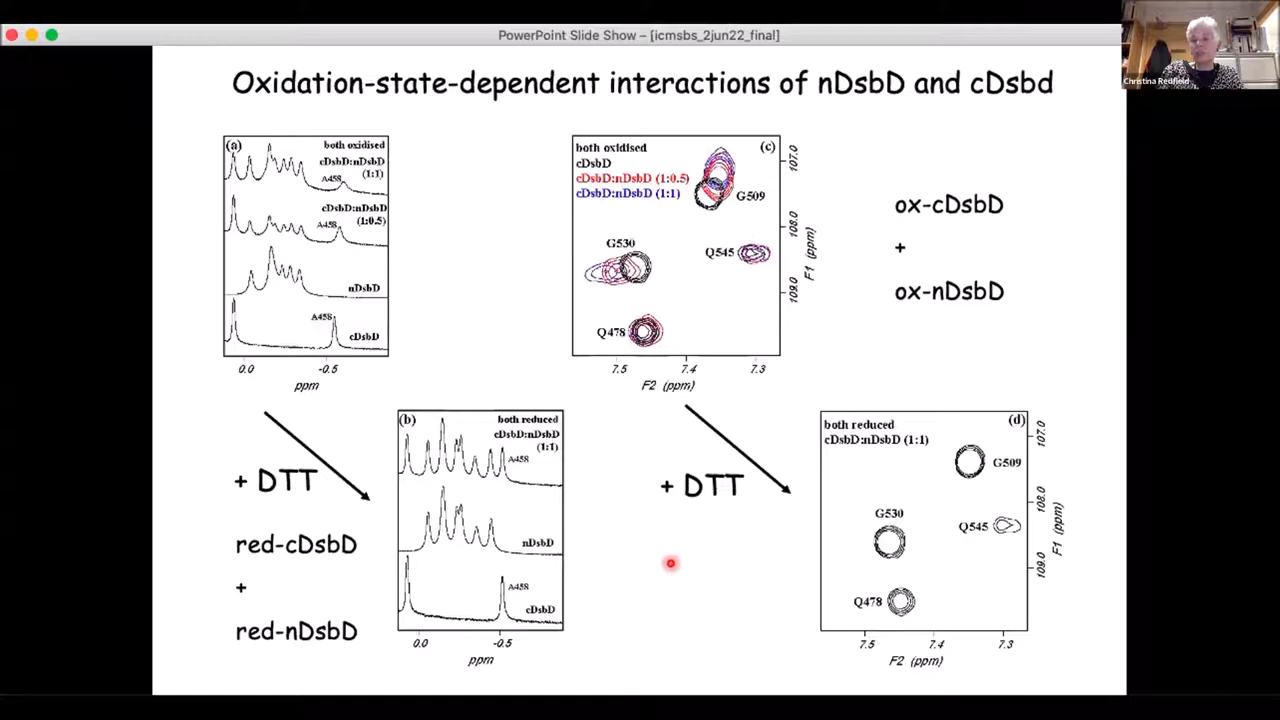 PowerPoint Slide Show - [icmsbs_2jun22_final]
Christina Redfield
Oxidation-state-dependent interactions of nDsbD and cDsbd
(a)
both oxidised
cDsbD:nDsbD
(1:1)
A458
cDsbD:nDsbD
(1:0.5)
A458
nDsbD
A458
cDsbD
0.0
-0.5
ppm
(c)
both oxidised
cDsbD
cDsbD:nDsbD (1:0.5)
cDsbD:nDsbD (1:1)
G509
G530
Q545
Q478
107.0
108.0
109.0
F1 (ppm)
7.5
7.4
7.3
F2 (ppm)
ox-cDsbD
+
ox-nDsbD
+ DTT
red-cDsbD
+
red-nDsbD
(b)
both reduced
cDsbD:nDsbD
(1:1)
A458
nDsbD
A458
cDsbD
0.0
-0.5
ppm
+ DTT
(d)
both reduced
cDsbD:nDsbD (1:1)
G509
G530
Q545
Q478
107.0
108.0
109.0
F1 (ppm)
7.5
7.4
7.3
F2 (ppm)